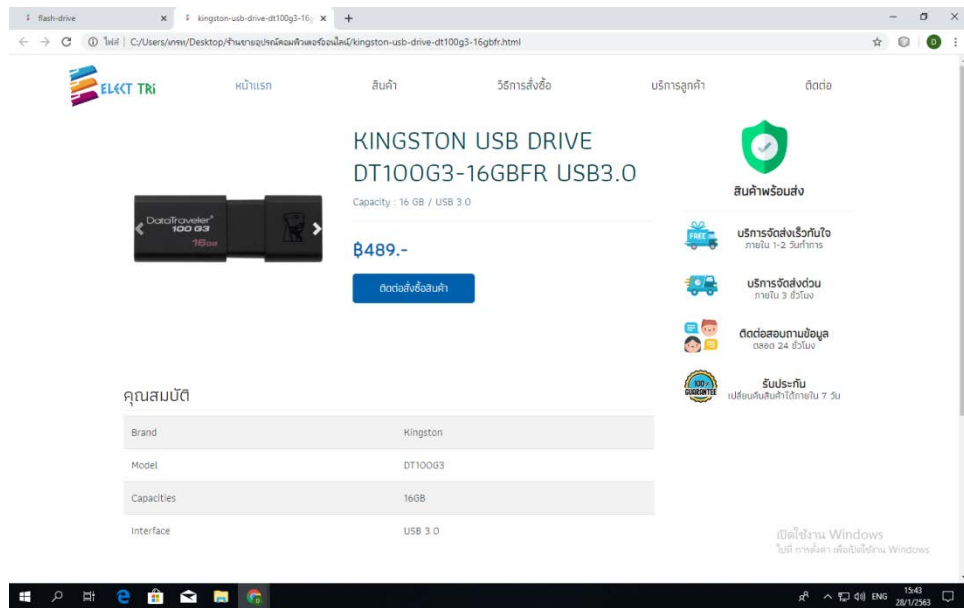 flash-drive
kingston-usb-drive-dt100g3-16g
ไฟล์ | C:/Users/เกรท/Desktop/ร้านขายอุปกรณ์คอมพิวเตอร์ออนไลน์/kingston-usb-drive-dt100g3-16gbfr.html
D
ELECT TRi
หน้าแรก
สินค้า
วิธีการสั่งซื้อ
บริการลูกค้า
ติดต่อ
KINGSTON USB DRIVE
DT100G3-16GBFR USB3.0
Capacity : 16 GB / USB 3.0
฿489.-
ติดต่อสั่งซื้อสินค้า
DataTraveler®
100 G3
16GB
สินค้าพร้อมส่ง
FREE
บริการจัดส่งเร็วทันใจ
ภายใน 1-2 วันทำการ
บริการจัดส่งด่วน
ภายใน 3 ชั่วโมง
ติดต่อสอบถามข้อมูล
ตลอด 24 ชั่วโมง
100%
GUARANTEE
รับประกัน
เปลี่ยนคืนสินค้าได้ภายใน 7 วัน
คุณสมบัติ
Brand Kingston
Model DT100G3
Capacities 16GB
Interface USB 3.0
เปิดใช้งาน Windows
ไปที่ การตั้งค่า เพื่อเปิดใช้งาน Windows
ENG
15:43
28/1/2563